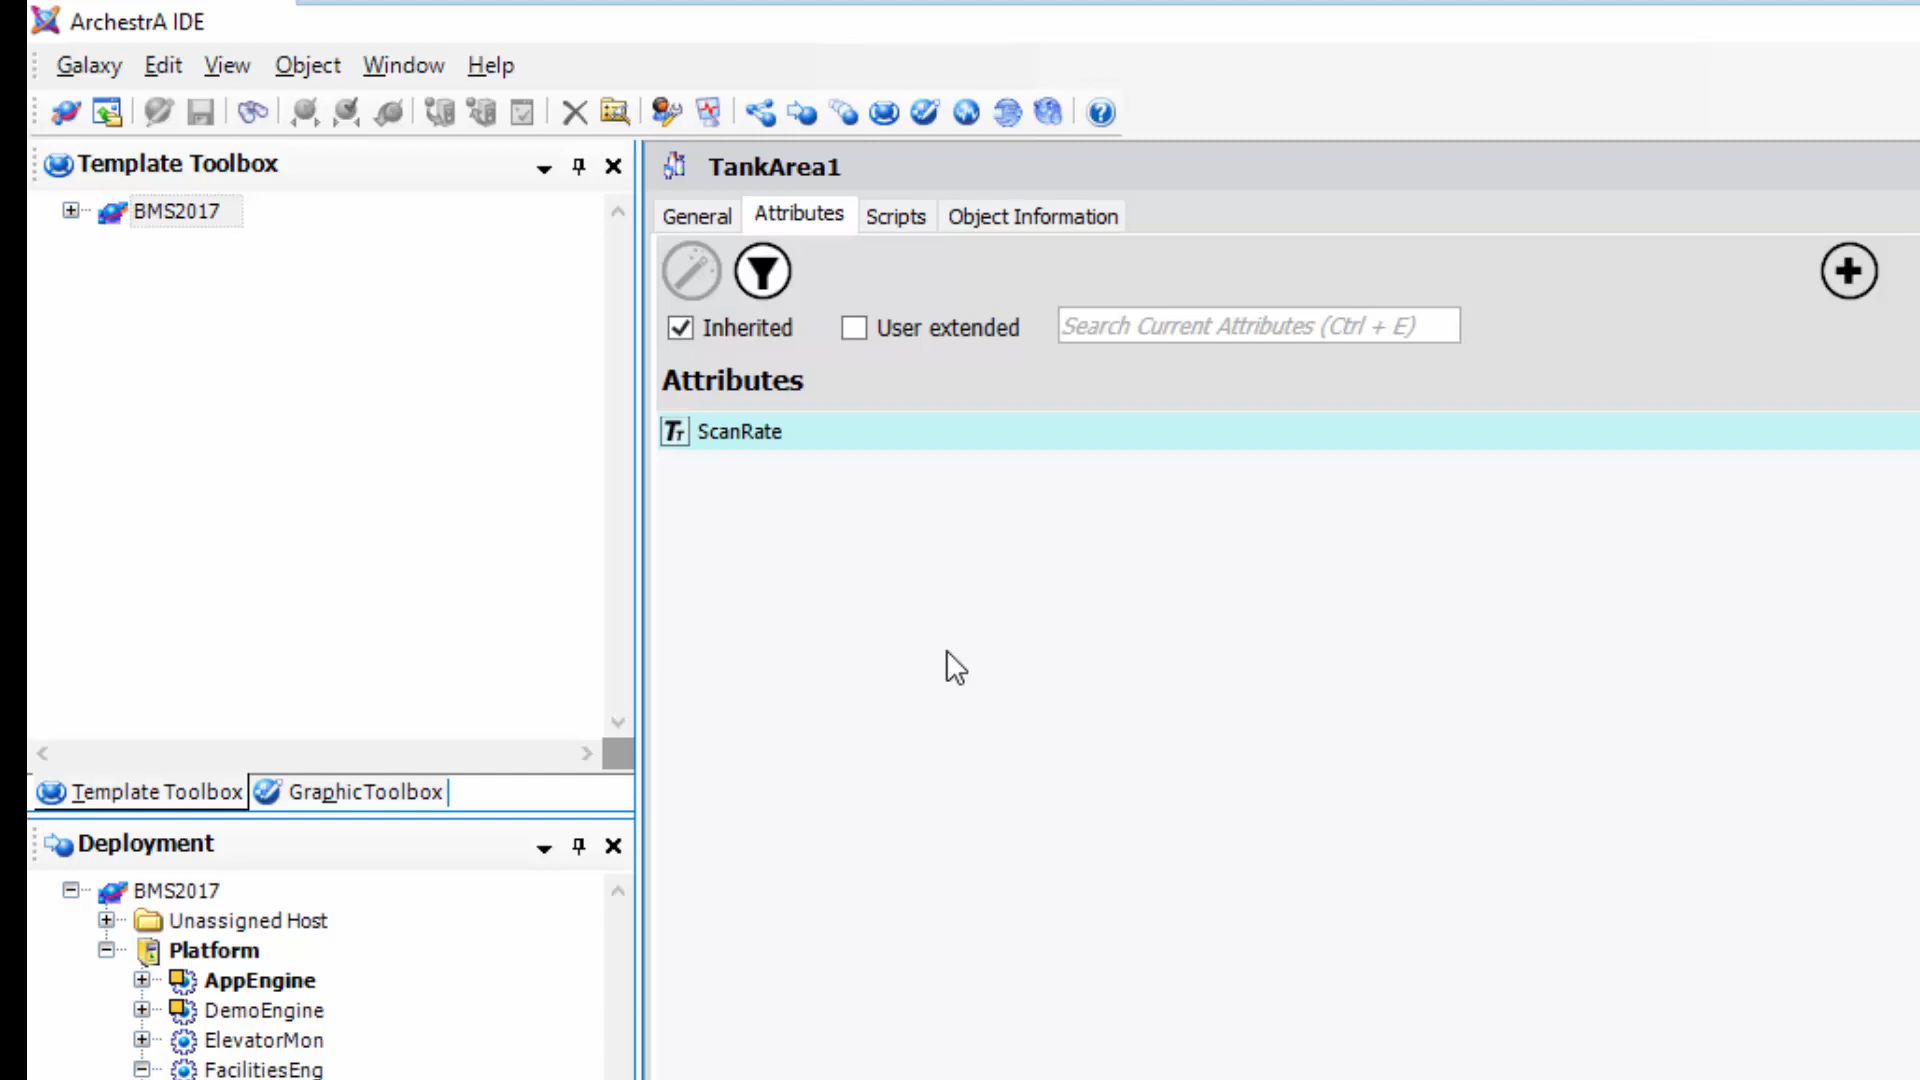 ArchestrA IDE
Galaxy Edit View Object Window Help
Template Toolbox
BMS2017
TankArea1
General Attributes Scripts Object Information
Inherited User extended Search Current Attributes (Ctrl + E)
Attributes
Tт ScanRate
Template Toolbox GraphicToolbox
Deployment
BMS2017
Unassigned Host
Platform
AppEngine
DemoEngine
ElevatorMon
FacilitiesEng